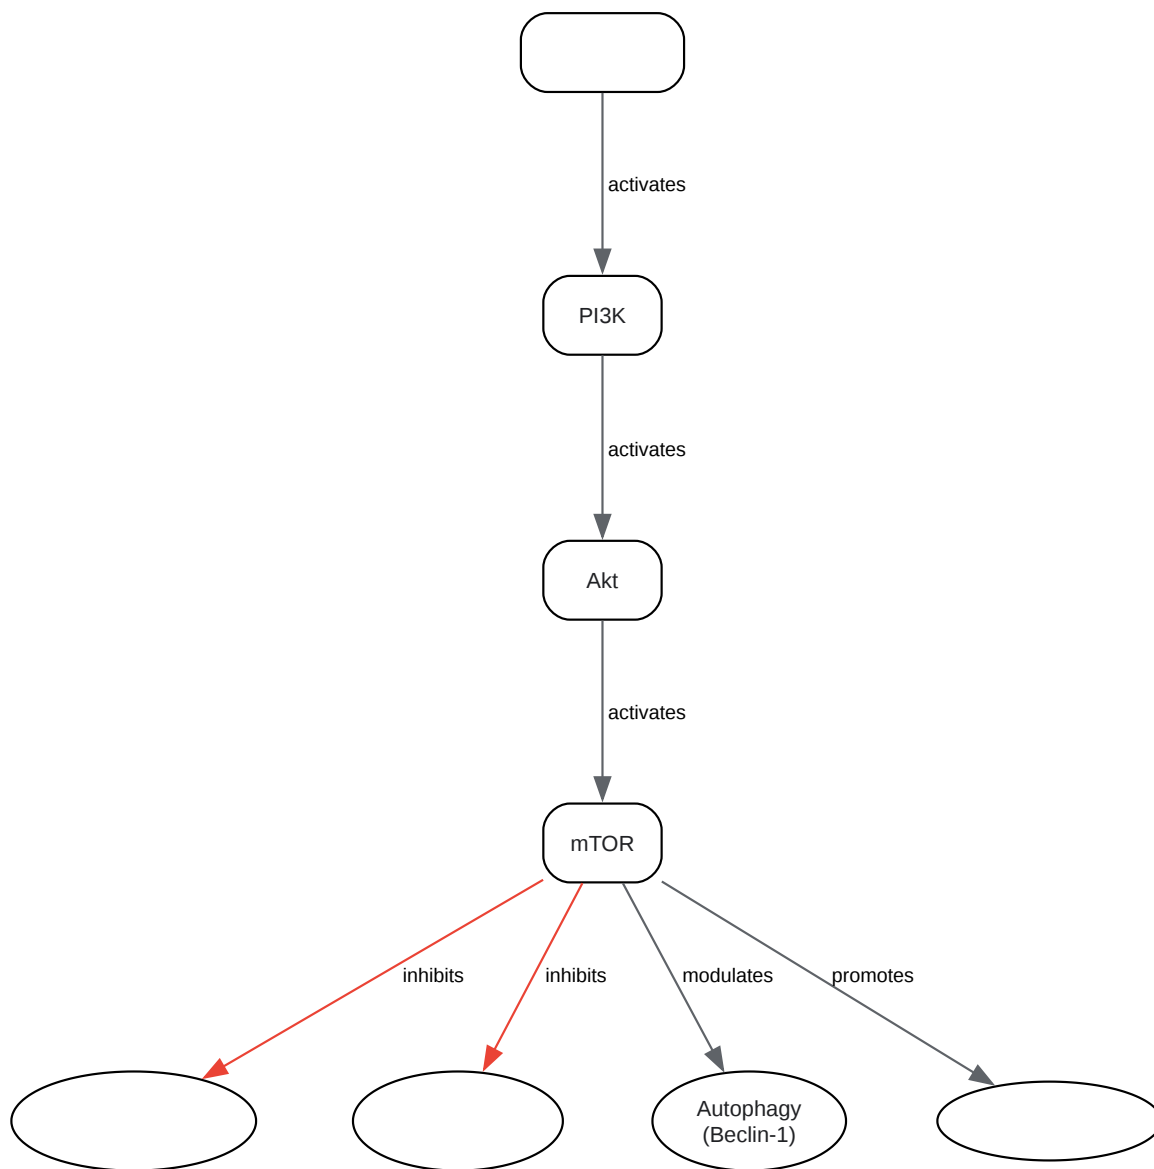 activates
PI3K
activates
Akt
activates
mTOR
inhibits
inhibits
modulates
promotes
Autophagy
(Beclin-1)